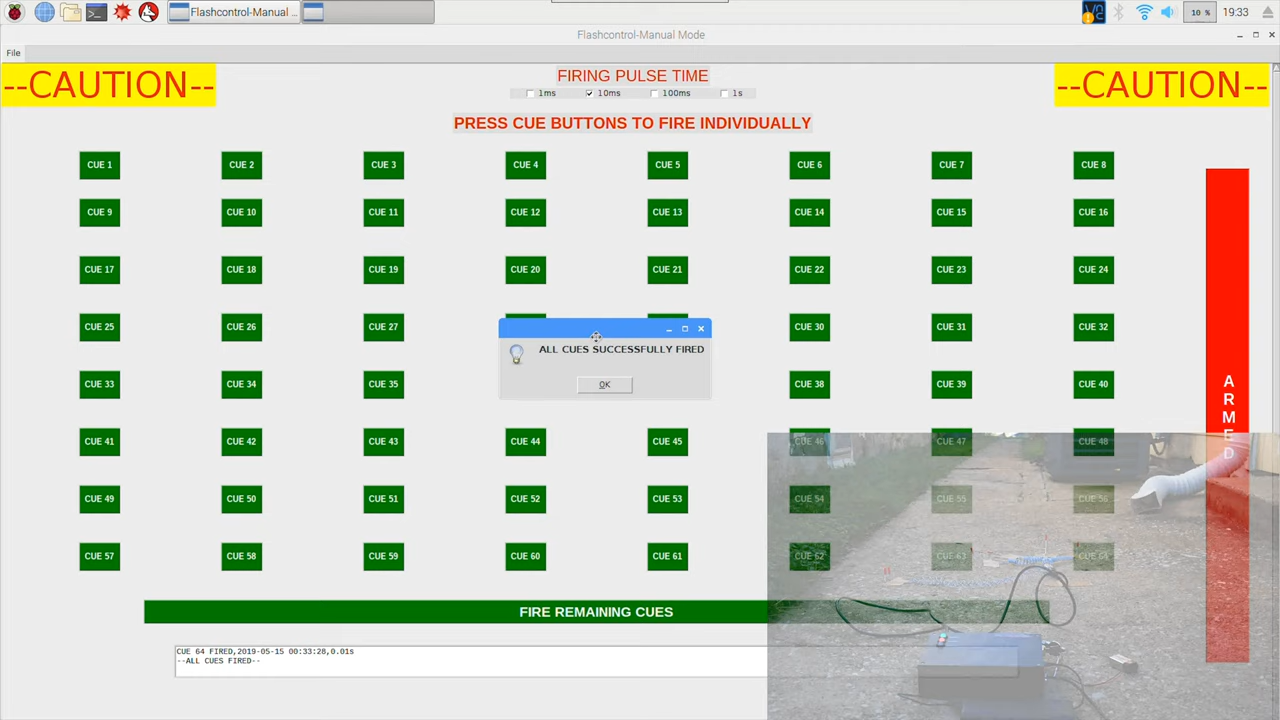 Flashcontrol-Manual ...
10 %
19:33
Flashcontrol-Manual Mode
File
--CAUTION--
FIRING PULSE TIME
--CAUTION--
1ms 10ms 100ms 1s
PRESS CUE BUTTONS TO FIRE INDIVIDUALLY
CUE 1 CUE 2 CUE 3 CUE 4 CUE 5 CUE 6 CUE 7 CUE 8
CUE 9 CUE 10 CUE 11 CUE 12 CUE 13 CUE 14 CUE 15 CUE 16
CUE 17 CUE 18 CUE 19 CUE 20 CUE 21 CUE 22 CUE 23 CUE 24
CUE 25 CUE 26 CUE 27 CUE 30 CUE 31 CUE 32
ALL CUES SUCCESSFULLY FIRED
OK
CUE 33 CUE 34 CUE 35 CUE 38 CUE 39 CUE 40
ARMED
CUE 41 CUE 42 CUE 43 CUE 44 CUE 45 CUE 46 CUE 47 CUE 48
CUE 49 CUE 50 CUE 51 CUE 52 CUE 53 CUE 54 CUE 55 CUE 56
CUE 57 CUE 58 CUE 59 CUE 60 CUE 61 CUE 62 CUE 63 CUE 64
FIRE REMAINING CUES
CUE 64 FIRED,2019-05-15 00:33:28,0.01s
--ALL CUES FIRED--